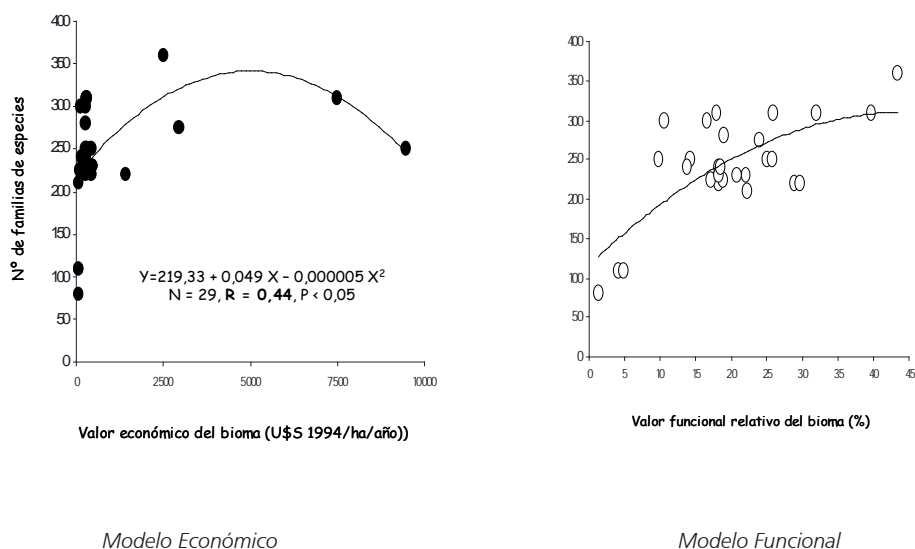 400
350
300
250
200
150
100
50
0
Nº de familias de especies
Y=219,33 + 0,049 X – 0,000005 X²
N = 29, R = 0,44, P < 0,05
0 2500 5000 7500 10000
Valor económico del bioma (U$S 1994/ha/año))
Modelo Económico
400
350
300
250
200
150
100
50
0
0 5 10 15 20 25 30 35 40 45
Valor funcional relativo del bioma (%)
Modelo Funcional